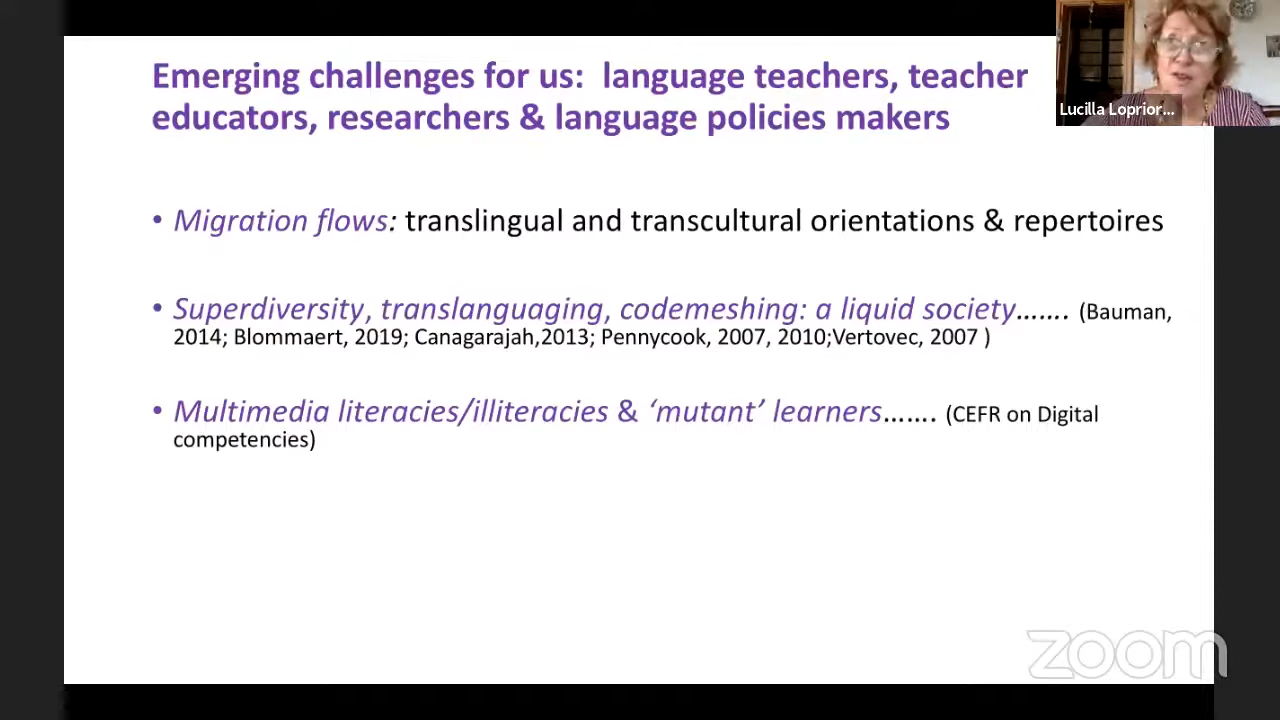 Emerging challenges for us: language teachers, teacher
educators, researchers & language policies makers
Lucilla Loprior...
• Migration flows: translingual and transcultural orientations & repertoires
• Superdiversity, translanguaging, codemeshing: a liquid society……. (Bauman,
2014; Blommaert, 2019; Canagarajah,2013; Pennycook, 2007, 2010;Vertovec, 2007 )
• Multimedia literacies/illiteracies & ‘mutant’ learners……. (CEFR on Digital
competencies)
zoom